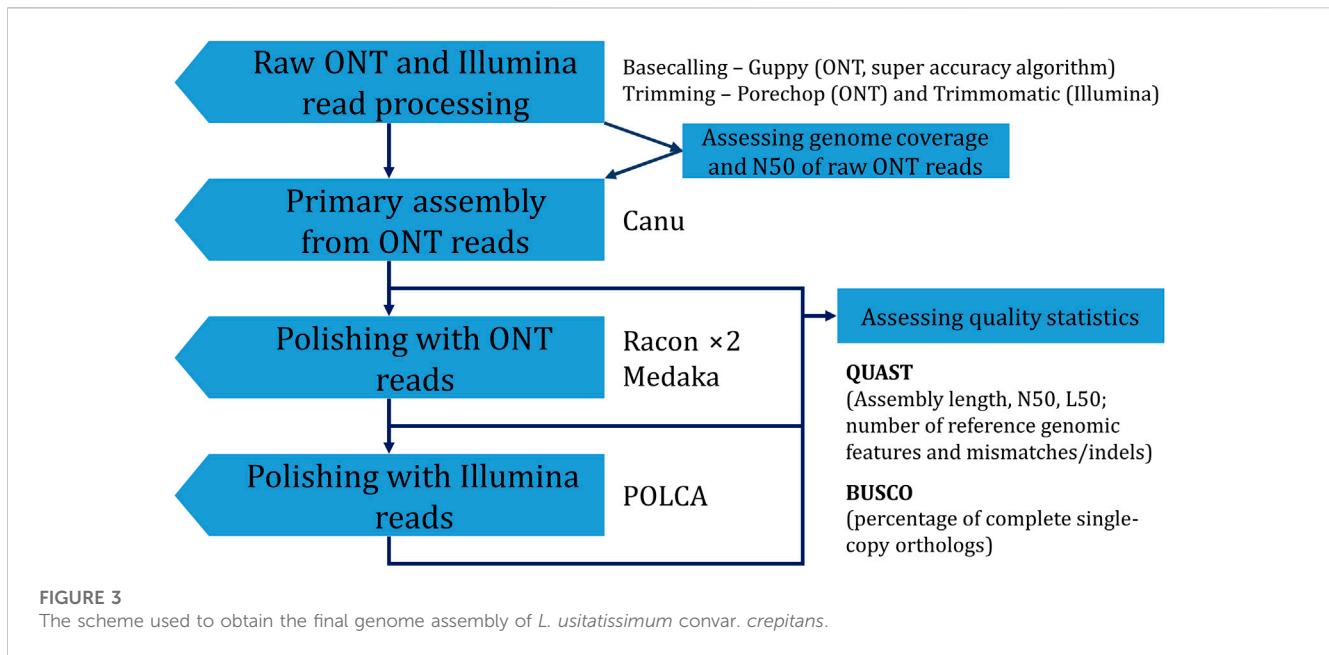 Raw ONT and Illumina
read processing
Basecalling – Guppy (ONT, super accuracy algorithm)
Trimming – Porechop (ONT) and Trimmomatic (Illumina)
Assessing genome coverage
and N50 of raw ONT reads
Primary assembly
from ONT reads
Canu
Polishing with ONT
reads
Racon ×2
Medaka
Assessing quality statistics
QUAST
(Assembly length, N50, L50;
number of reference genomic
features and mismatches/indels)
BUSCO
(percentage of complete single-
copy orthologs)
Polishing with Illumina
reads
POLCA
FIGURE 3
The scheme used to obtain the final genome assembly of L. usitatissimum convar. crepitans.